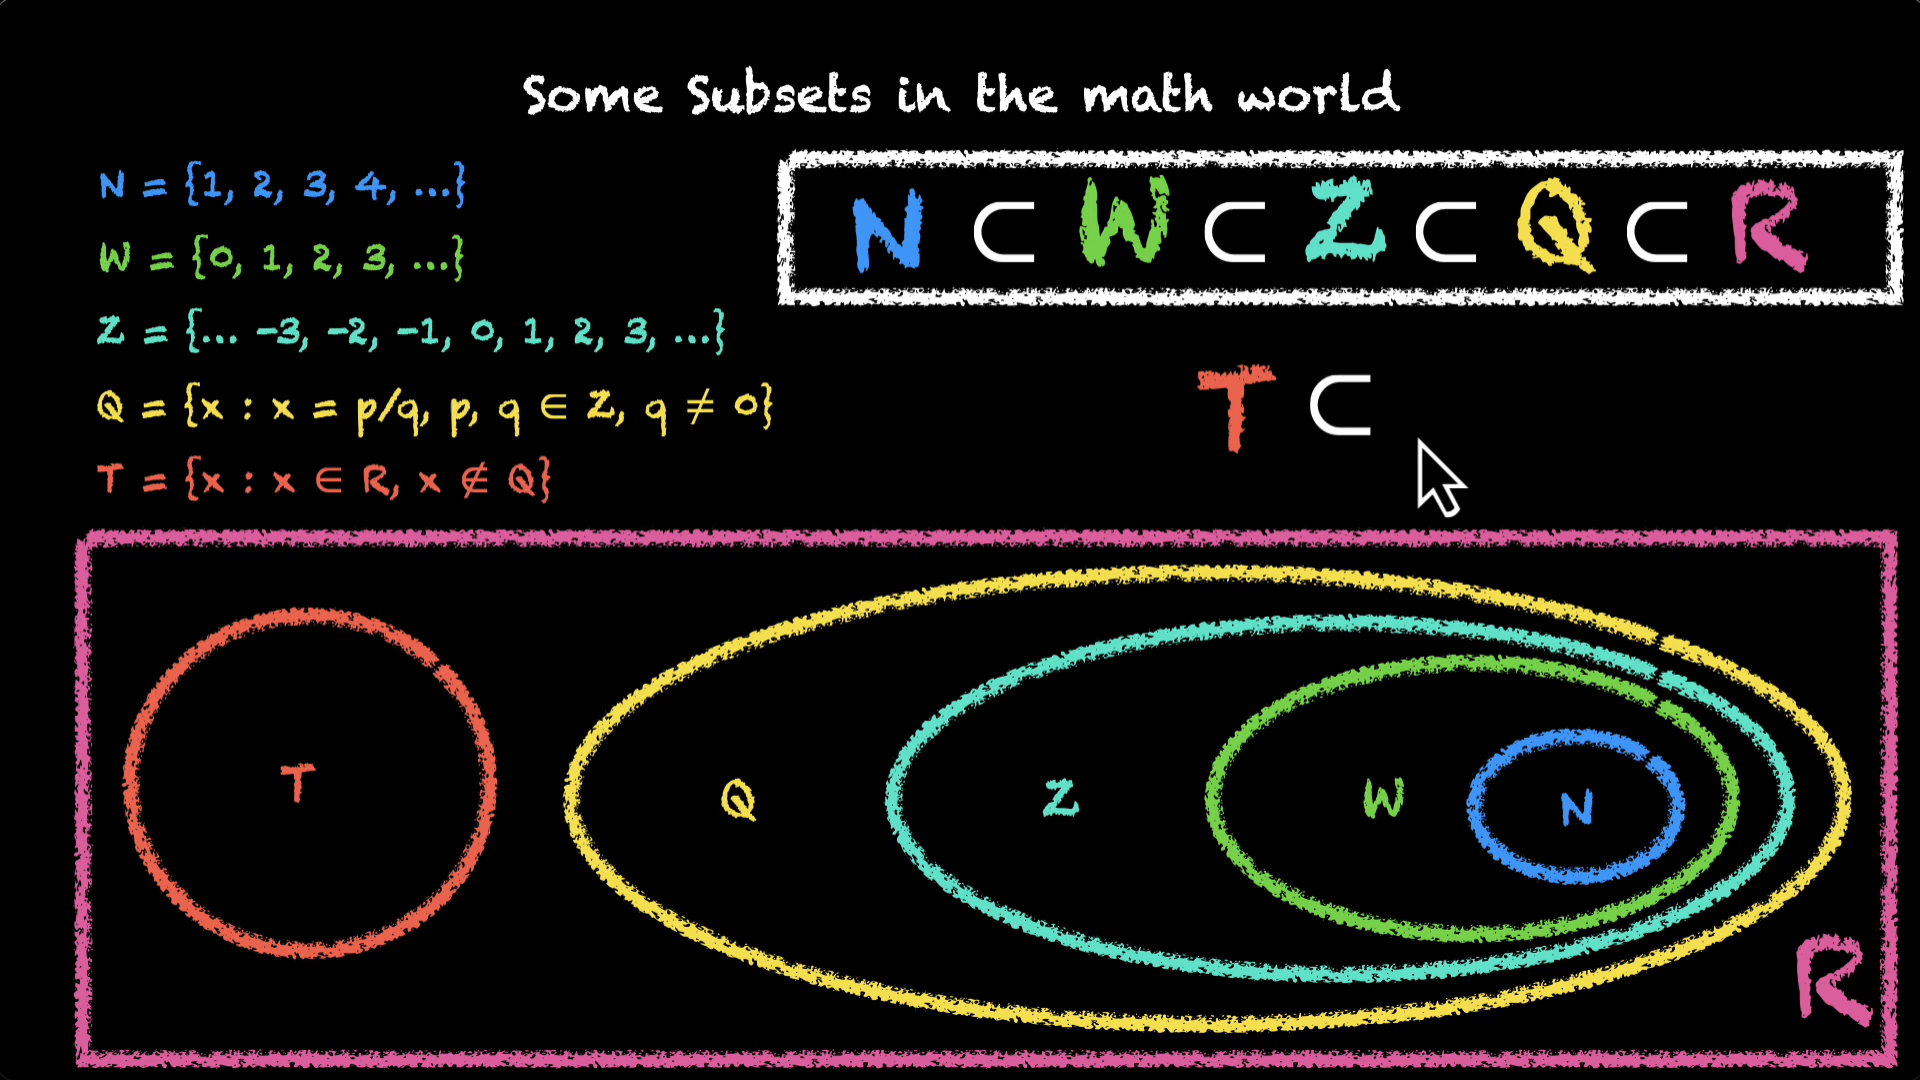 Some Subsets in the math world
N = {1, 2, 3, 4, ...}
W = {0, 1, 2, 3, ...}
Z = {... -3, -2, -1, 0, 1, 2, 3, ...}
Q = {x : x = p/q, p, q ∈ Z, q ≠ 0}
T = {x : x ∈ R, x ∉ Q}
N ⊂ W ⊂ Z ⊂ Q ⊂ R
T ⊂
T
Q
Z
W
N
R